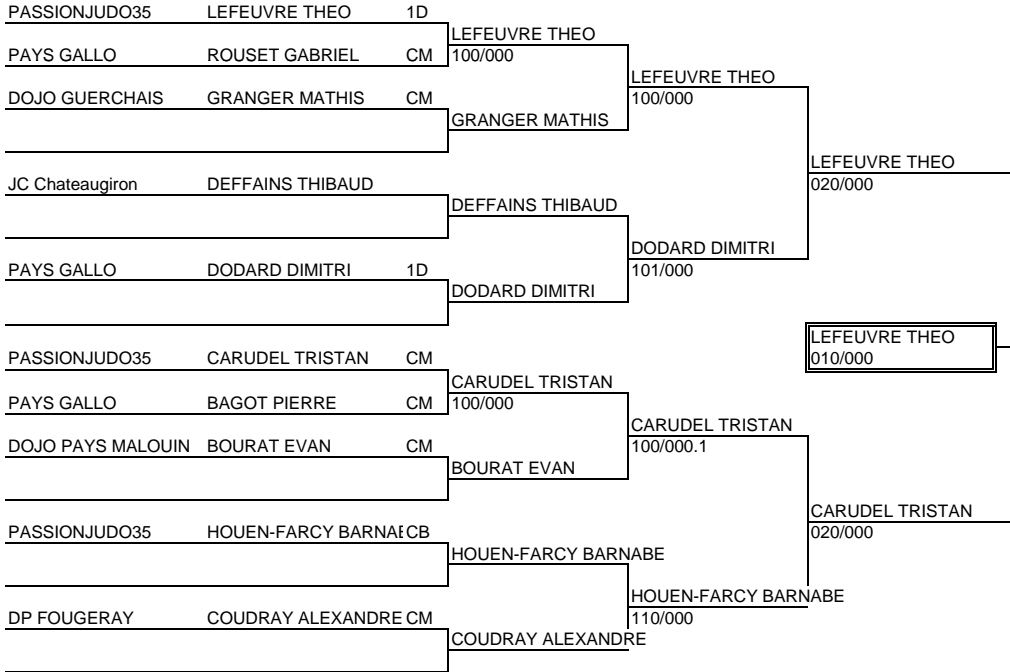 PASSIONJUDO35 LEFEUVRE THEO 1D
LEFEUVRE THEO
PAYS GALLO ROUSET GABRIEL CM 100/000
LEFEUVRE THEO
DOJO GUERCHAIS GRANGER MATHIS CM 100/000
GRANGER MATHIS
LEFEUVRE THEO
JC Chateaugiron DEFFAINS THIBAUD 020/000
DEFFAINS THIBAUD
DODARD DIMITRI
PAYS GALLO DODARD DIMITRI 1D 101/000
DODARD DIMITRI
LEFEUVRE THEO
PASSIONJUDO35 CARUDEL TRISTAN CM 010/000
CARUDEL TRISTAN
PAYS GALLO BAGOT PIERRE CM 100/000
CARUDEL TRISTAN
DOJO PAYS MALOUIN BOURAT EVAN CM 100/000.1
BOURAT EVAN
CARUDEL TRISTAN
PASSIONJUDO35 HOUEN-FARCY BARNAE CB 020/000
HOUEN-FARCY BARNABE
HOUEN-FARCY BARNABE
DP FOUGERAY COUDRAY ALEXANDRE CM 110/000
COUDRAY ALEXANDRE